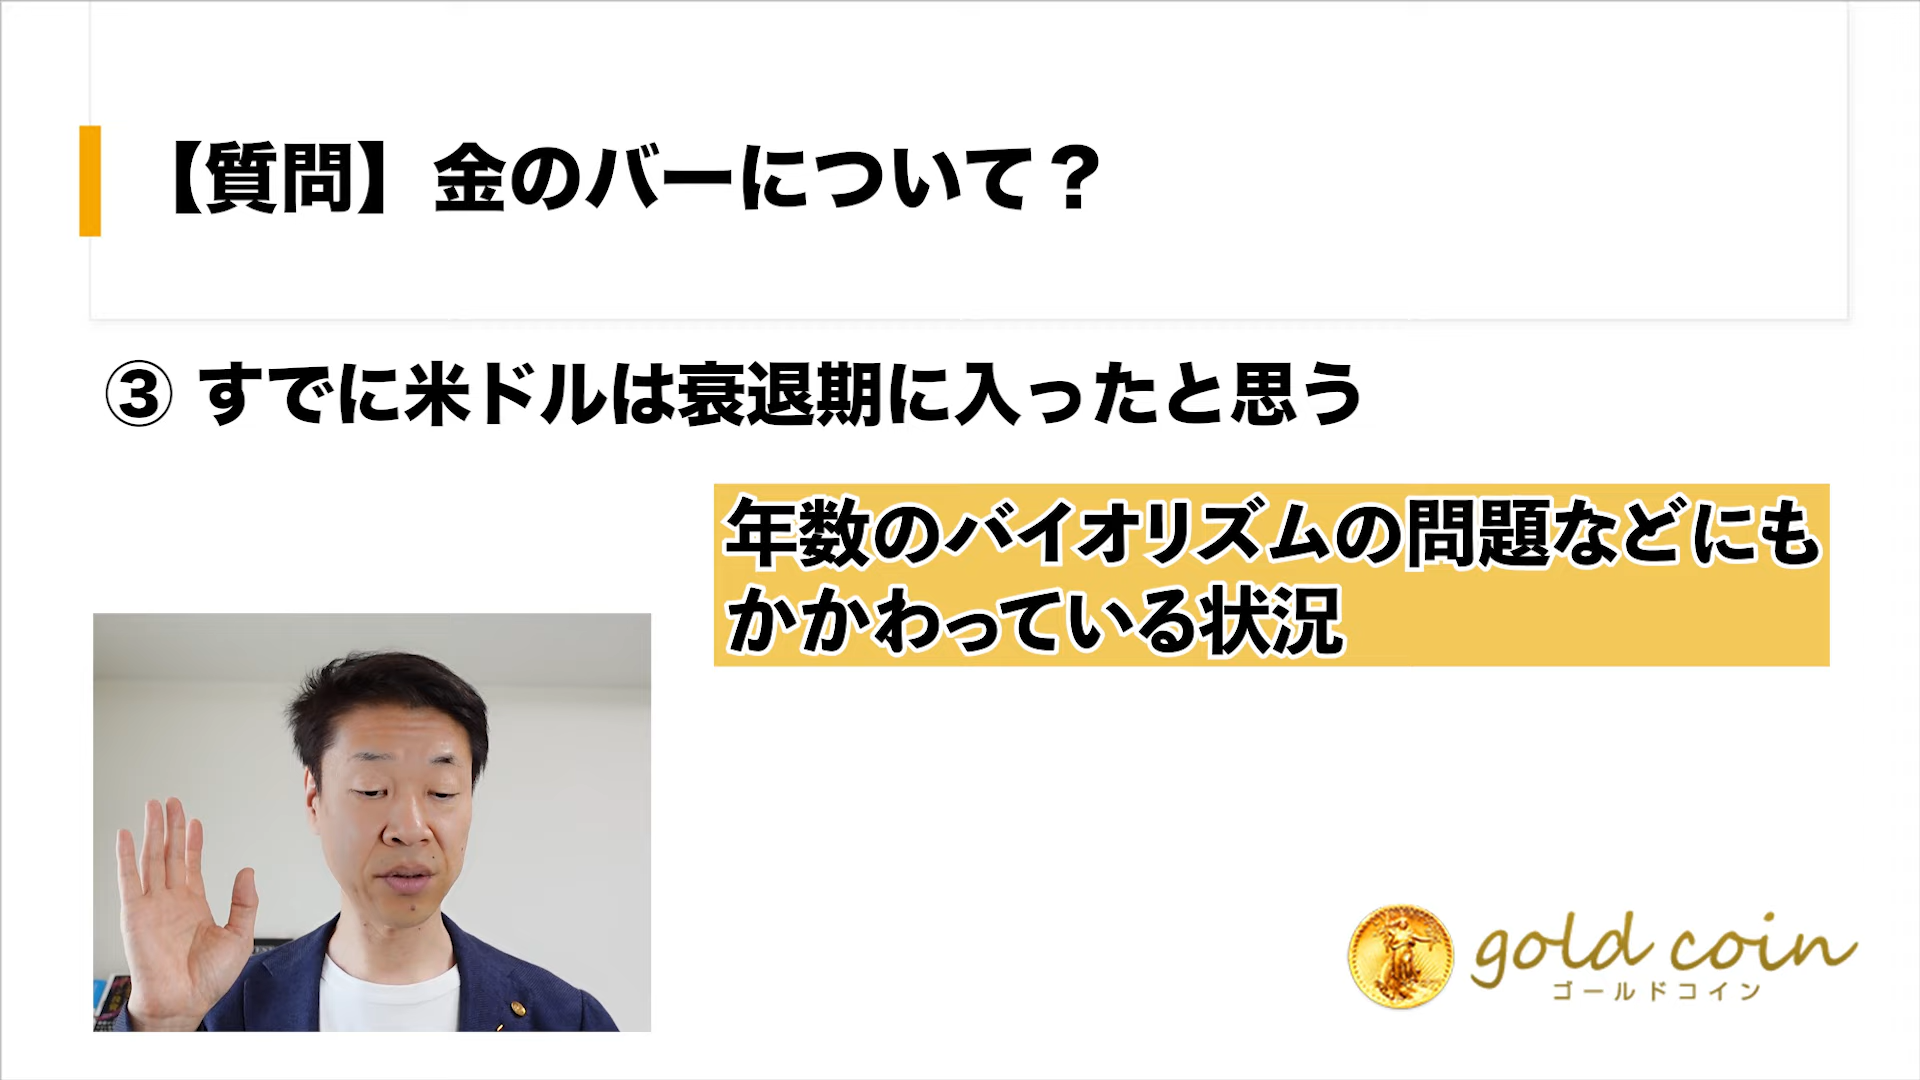 【質問】金のバーについて？
③ すでに米ドルは衰退期に入ったと思う
年数のバイオリズムの問題などにも
かかわっている状況
gold coin
ゴールドコイン